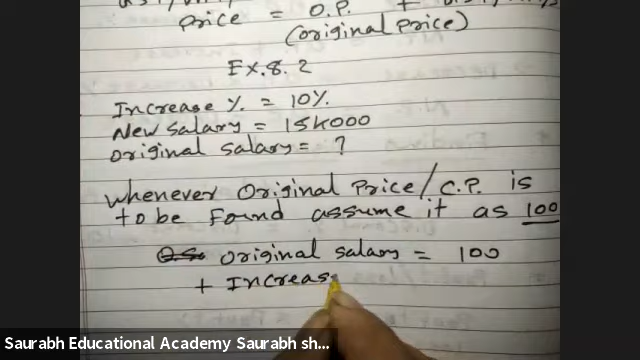 Price = O.P. +
(original price)
Ex. 8.2
Increase % = 10%.
New salary = 154000
original salary = ?
whenever original Price/C.P. is
to be found assume it as 100
O.S. original salary = 100
+ Increas
Saurabh Educational Academy Saurabh sh...